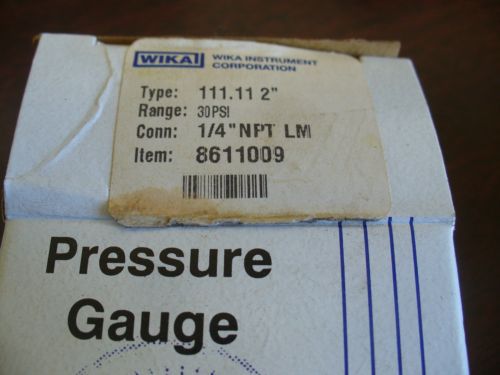 WIKA WIKA INSTRUMENT
CORPORATION
Type: 111.11 2"
Range: 30PSI
Conn: 1/4"NPT LM
Item: 8611009
Pressure
Gauge